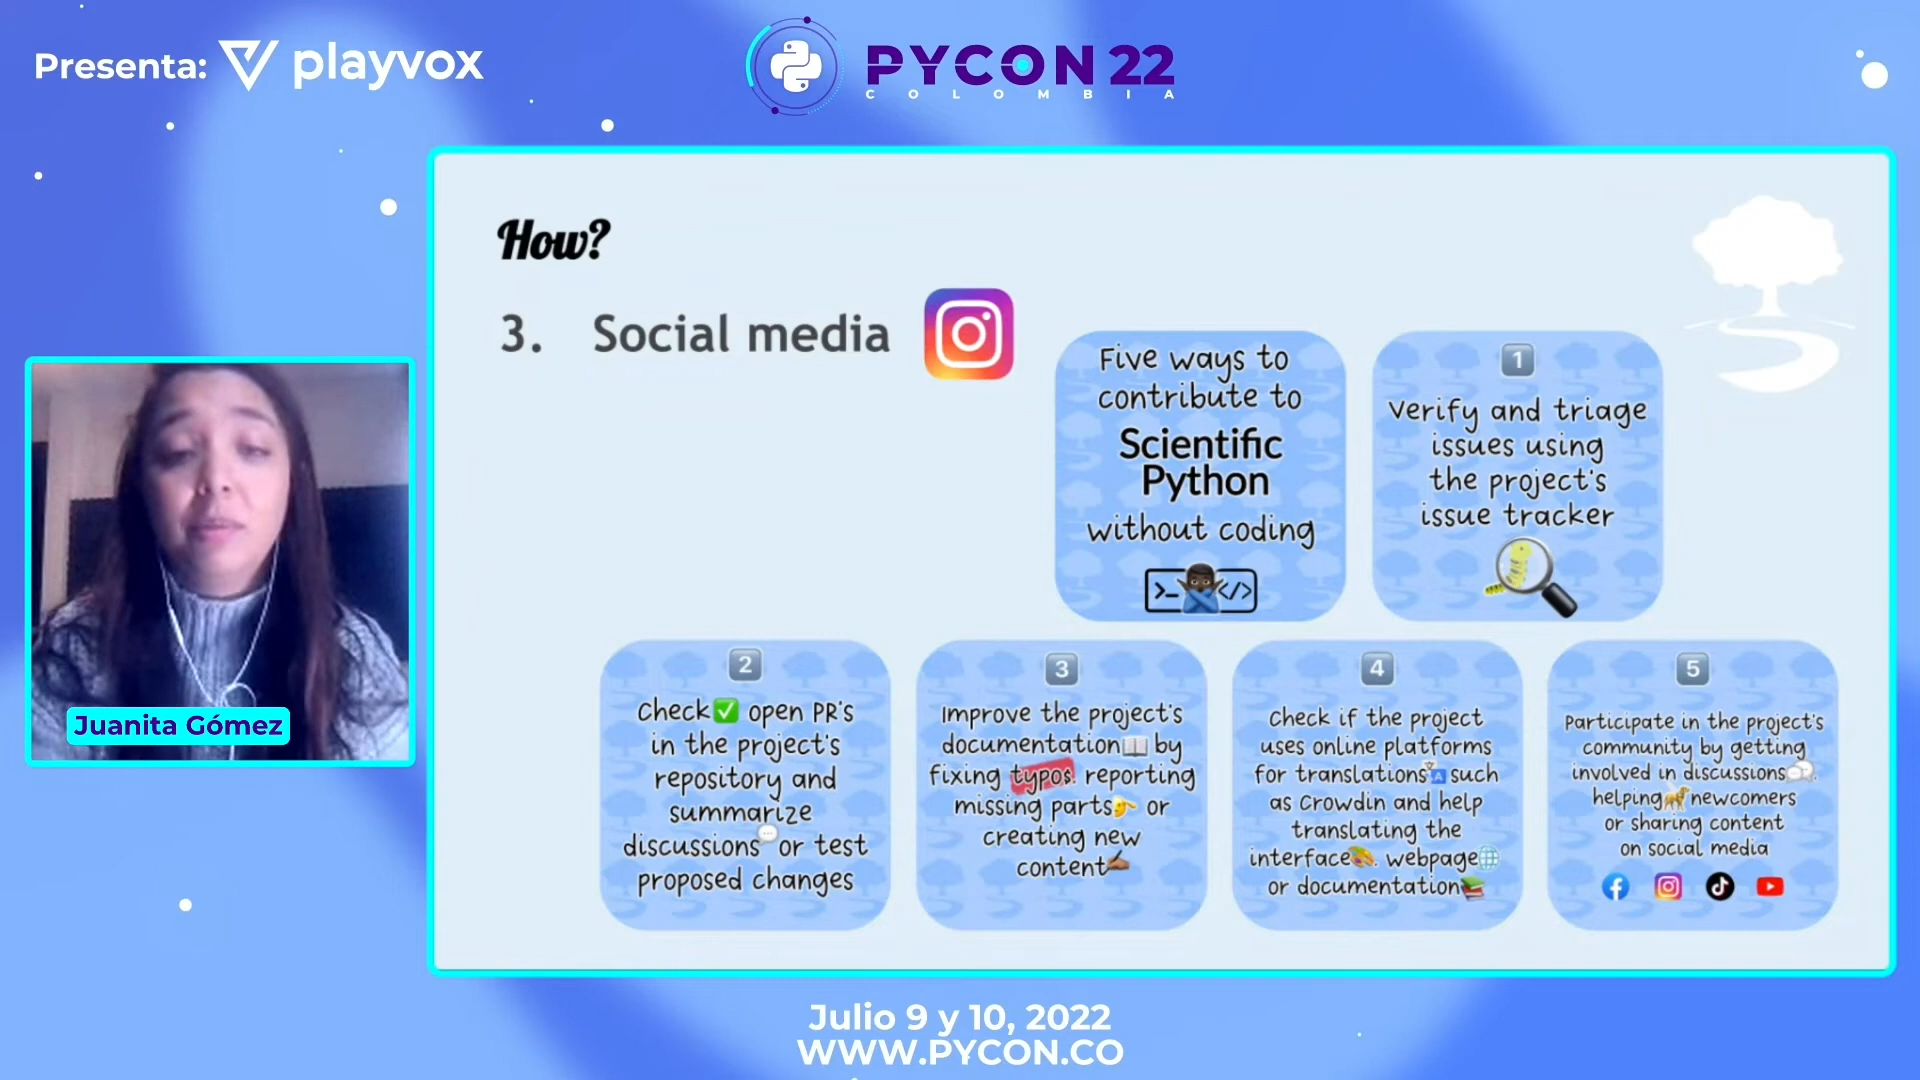 Presenta: playvox
PYCON 22
COLOMBIA
How?
3. Social media
Five ways to
contribute to
Scientific
Python
without coding
>_ </>
1
Verify and triage
issues using
the project's
issue tracker
2
Check✅ open PR's
in the project's
repository and
summarize
discussions💬or test
proposed changes
3
Improve the project's
documentation📖 by
fixing typos, reporting
missing parts🫵 or
creating new
content✍🏾
4
Check if the project
uses online platforms
for translations such
as Crowdin and help
translating the
interface🎨, webpage🌐
or documentation📚
5
Participate in the project's
community by getting
involved in discussions💬,
helping🦮newcomers
or sharing content
on social media
Juanita Gómez
Julio 9 y 10, 2022
WWW.PYCON.CO